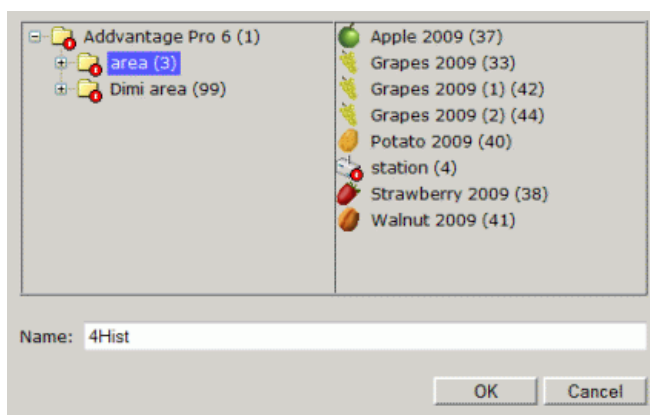 Addvantage Pro 6 (1)
area (3)
Dimi area (99)
Apple 2009 (37)
Grapes 2009 (33)
Grapes 2009 (1) (42)
Grapes 2009 (2) (44)
Potato 2009 (40)
station (4)
Strawberry 2009 (38)
Walnut 2009 (41)
Name: 4Hist
OK Cancel